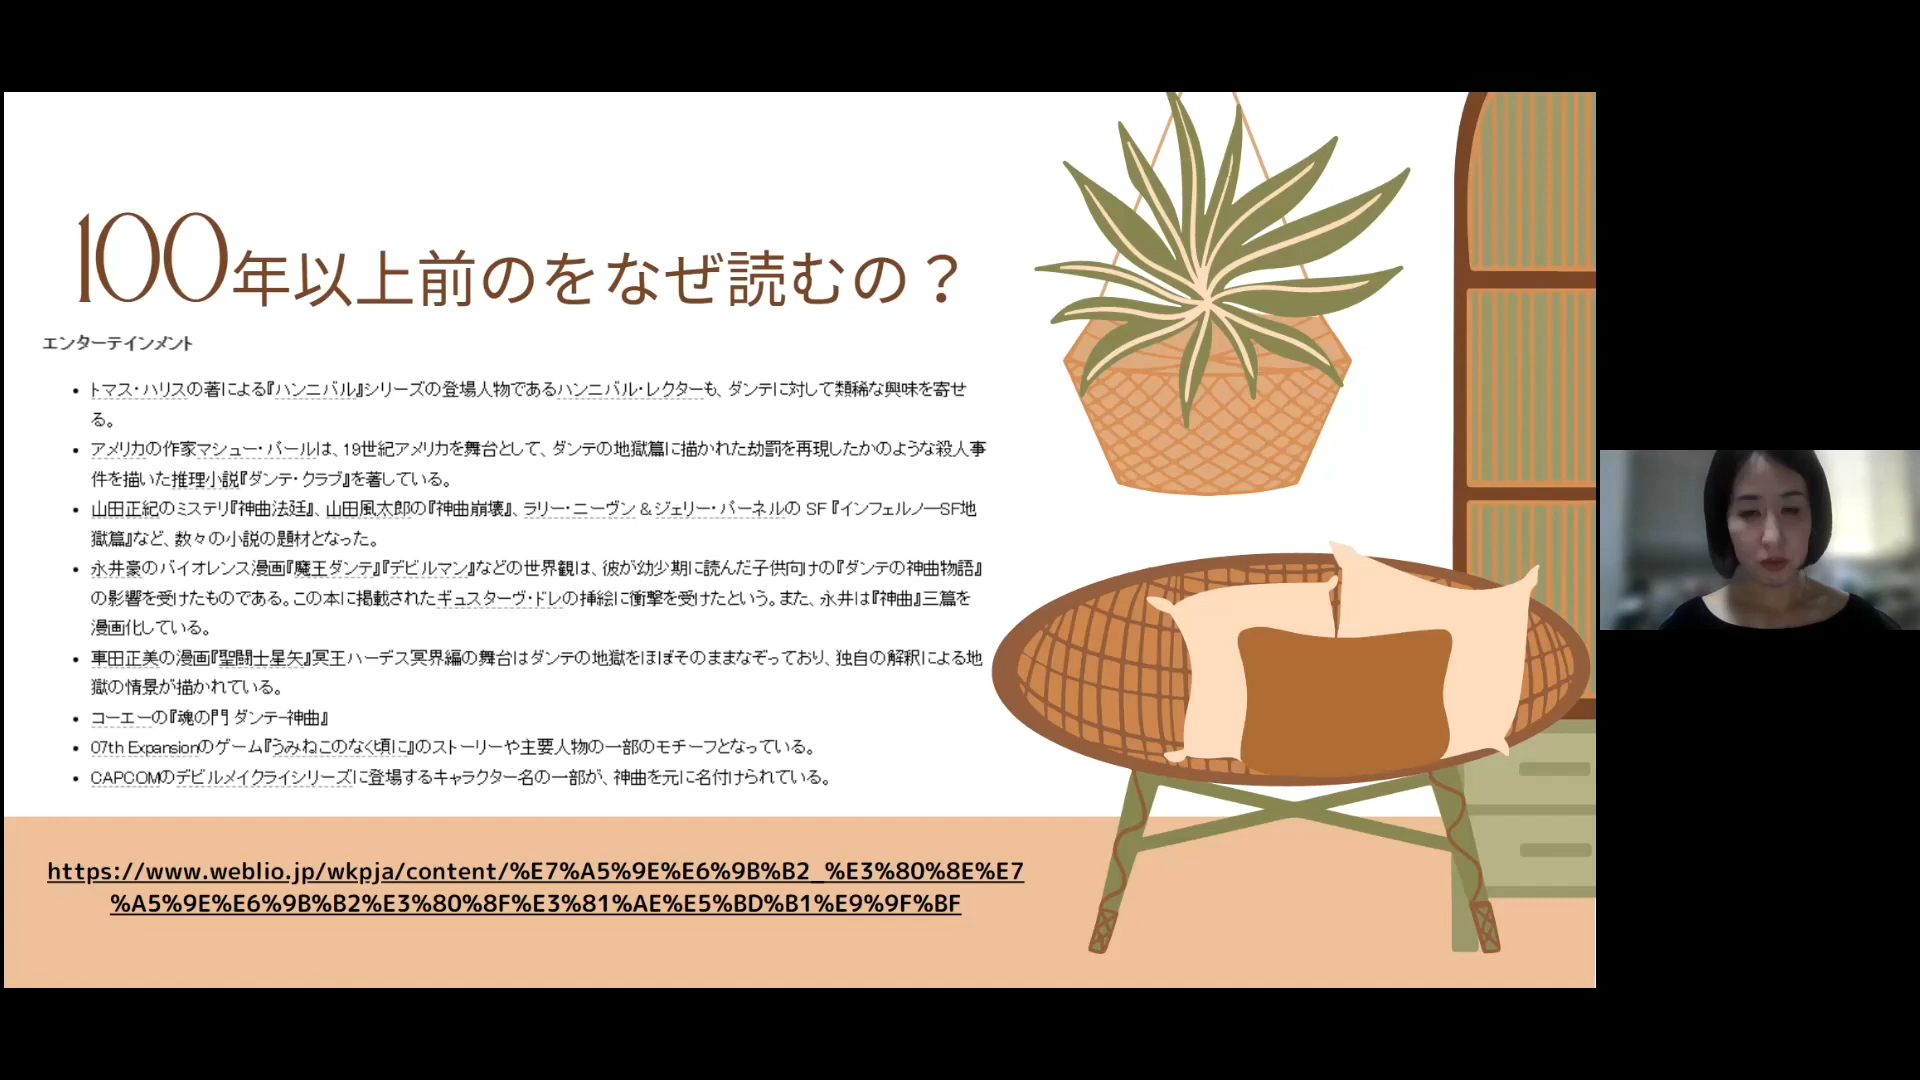 100年以上前のをなぜ読むの？
エンターテインメント
• トマス・ハリスの著による『ハンニバル』シリーズの登場人物であるハンニバル・レクターも、ダンテに対して類稀な興味を寄せ
る。
• アメリカの作家マシュー・パールは、19世紀アメリカを舞台として、ダンテの地獄篇に描かれた劫罰を再現したかのような殺人事
件を描いた推理小説『ダンテ・クラブ』を著している。
• 山田正紀のミステリ『神曲法廷』、山田風太郎の『神曲崩壊』、ラリー・ニーヴン & ジェリー・パーネルの SF 『インフェルノ―SF地
獄篇』など、数々の小説の題材となった。
• 永井豪のバイオレンス漫画『魔王ダンテ』『デビルマン』などの世界観は、彼が幼少期に読んだ子供向けの『ダンテの神曲物語』
の影響を受けたものである。この本に掲載されたギュスターヴ・ドレの挿絵に衝撃を受けたという。また、永井は『神曲』三篇を
漫画化している。
• 車田正美の漫画『聖闘士星矢』冥王ハーデス冥界編の舞台はダンテの地獄をほぼそのままなぞっており、独自の解釈による地
獄の情景が描かれている。
• コーエーの『魂の門 ダンテ-神曲』
• 07th Expansionのゲーム『うみねこのなく頃に』のストーリーや主要人物の一部のモチーフとなっている。
• CAPCOMのデビルメイクライシリーズに登場するキャラクター名の一部が、神曲を元に名付けられている。
https://www.weblio.jp/wkpja/content/%E7%A5%9E%E6%9B%B2_%E3%80%8E%E7
%A5%9E%E6%9B%B2%E3%80%8F%E3%81%AE%E5%BD%B1%E9%9F%BF